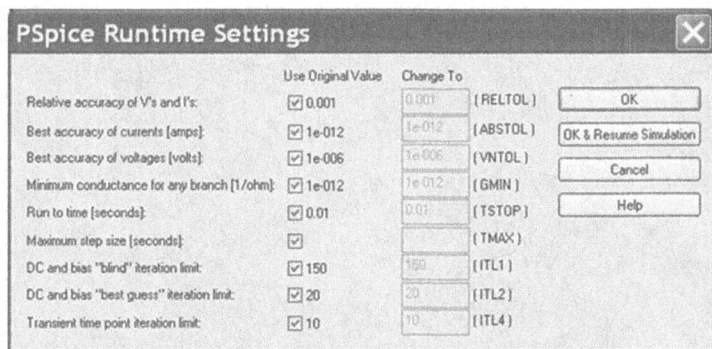 PSpice Runtime Settings
Use Original Value Change To
Relative accuracy of V's and I's: 0.001 0.001 (RELTOL) OK
Best accuracy of currents [amps]: 1e-012 1e-012 (ABSTOL) OK & Resume Simulation
Best accuracy of voltages [volts]: 1e-006 1e-006 (VNTOL) Cancel
Minimum conductance for any branch [1/ohm]: 1e-012 1e-012 (GMIN) Help
Run to time [seconds]: 0.01 0.01 (TSTOP)
Maximum step size [seconds]: (TMAX)
DC and bias "blind" iteration limit: 150 150 (ITL1)
DC and bias "best guess" iteration limit: 20 20 (ITL2)
Transient time point iteration limit: 10 10 (ITL4)